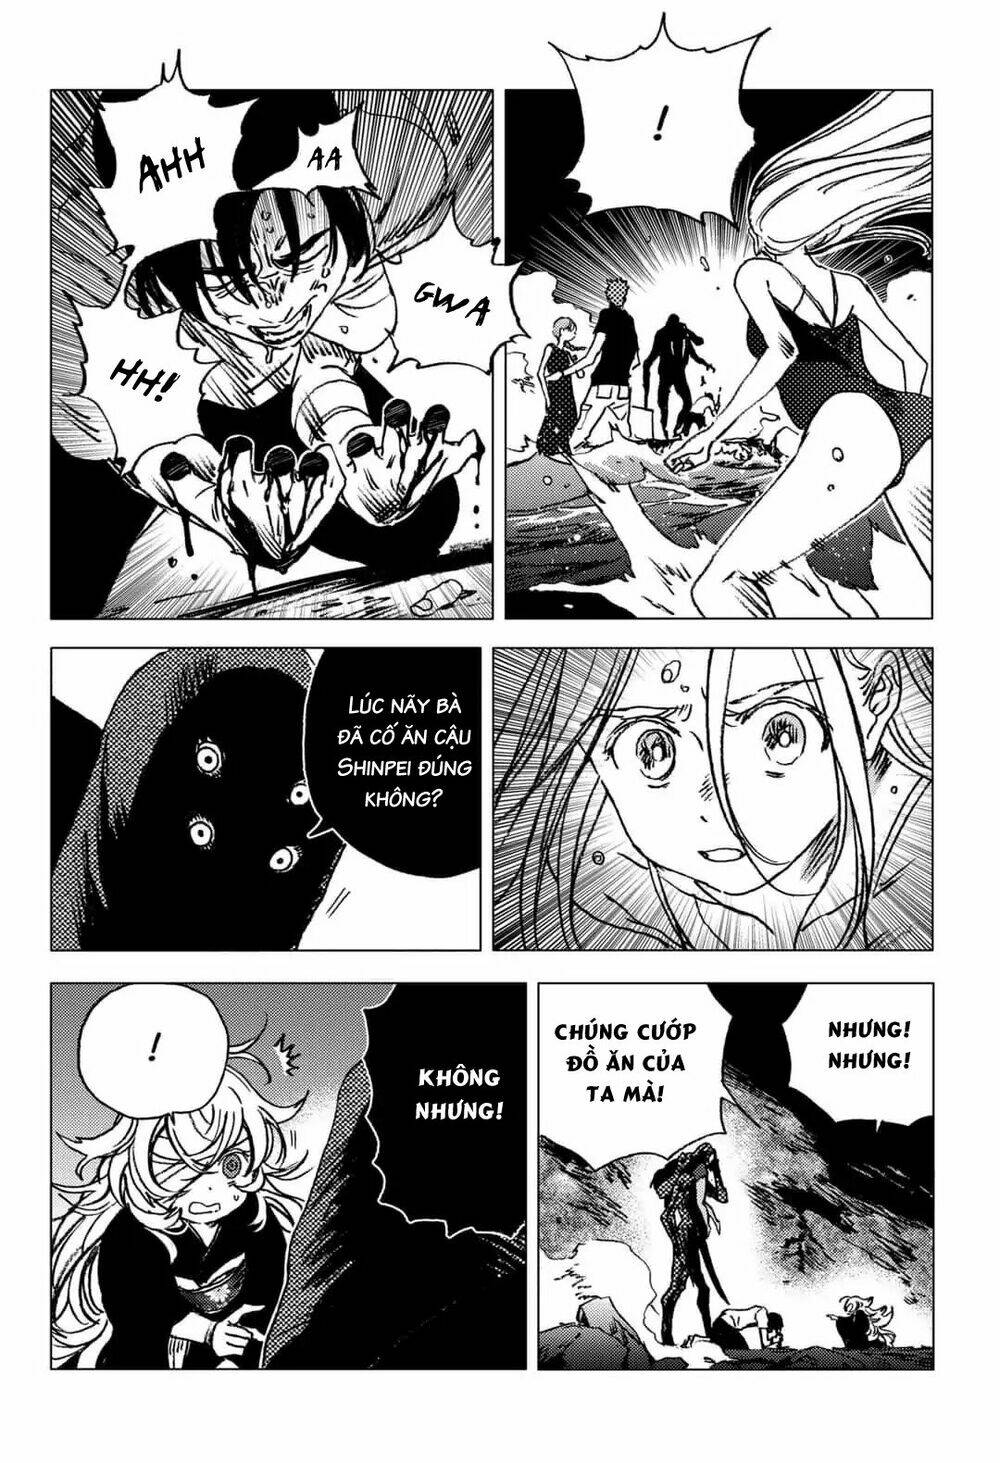 !
AHH
AA
GWA
HH!
LÚC NÃY BÀ
ĐÃ CỐ ĂN CẬU
SHINPEI ĐÚNG
KHÔNG?
NHƯNG!
NHƯNG!
CHÚNG CƯỚP
ĐỒ ĂN CỦA
TA MÀ!
KHÔNG
NHƯNG!
!